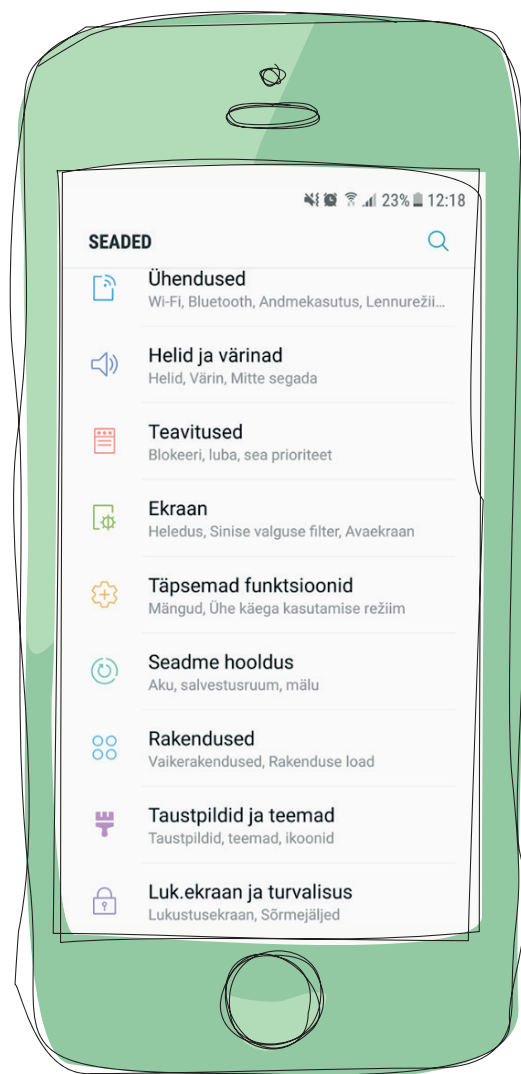 23% 12:18
SEADED
Ühendused
Wi-Fi, Bluetooth, Andmekasutus, Lennurežii...
Helid ja värinad
Helid, Värin, Mitte segada
Teavitused
Blokeeri, luba, sea prioriteet
Ekraan
Heledus, Sinise valguse filter, Avaekraan
Täpsemad funktsioonid
Mängud, Ühe käega kasutamise režiim
Seadme hooldus
Aku, salvestusruum, mälu
Rakendused
Vaikerakendused, Rakenduse load
Taustpildid ja teemad
Taustpildid, teemad, ikoonid
Luk.ekraan ja turvalisus
Lukustusekraan, Sõrmejäljed